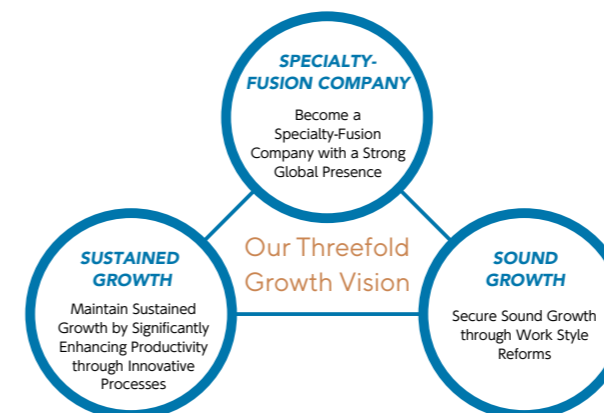 SPECIALTY-
FUSION COMPANY
Become a
Specialty-Fusion
Company with a Strong
Global Presence
Our Threefold
Growth Vision
SUSTAINED
GROWTH
Maintain Sustained
Growth by Significantly
Enhancing Productivity
through Innovative
Processes
SOUND
GROWTH
Secure Sound Growth
through Work Style
Reforms